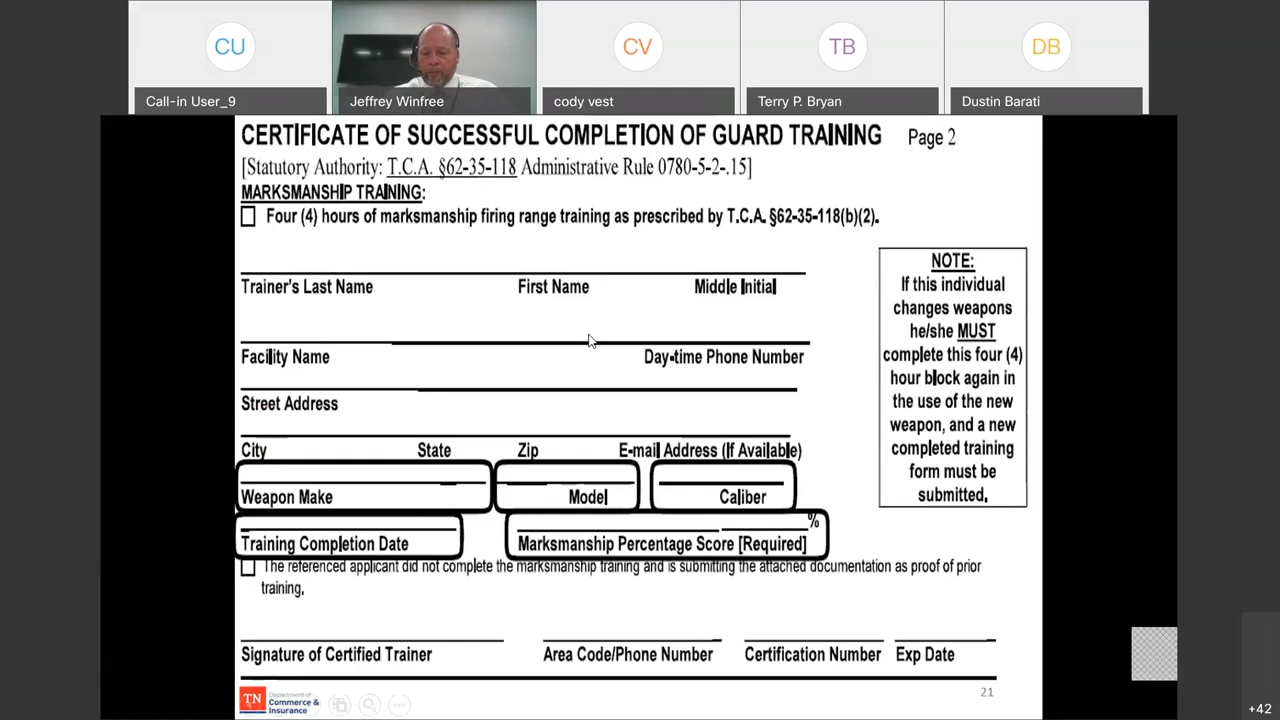 CU
CV
TB
DB
Call-in User_9
Jeffrey Winfree
cody vest
Terry P. Bryan
Dustin Barati
CERTIFICATE OF SUCCESSFUL COMPLETION OF GUARD TRAINING Page 2
[Statutory Authority: T.C.A. §62-35-118 Administrative Rule 0780-5-2-.15]
MARKSMANSHIP TRAINING:
Four (4) hours of marksmanship firing range training as prescribed by T.C.A. §62-35-118(b)(2).
Trainer's Last Name First Name Middle Initial
Facility Name Day-time Phone Number
Street Address
City State Zip E-mail Address (If Available)
Weapon Make Model Caliber
%
Training Completion Date Marksmanship Percentage Score [Required]
NOTE:
If this individual
changes weapons
he/she MUST
complete this four (4)
hour block again in
the use of the new
weapon, and a new
completed training
form must be
submitted.
The referenced applicant did not complete the marksmanship training and is submitting the attached documentation as proof of prior
training.
Signature of Certified Trainer Area Code/Phone Number Certification Number Exp Date
TN
Department of
Commerce &
Insurance
21
+42